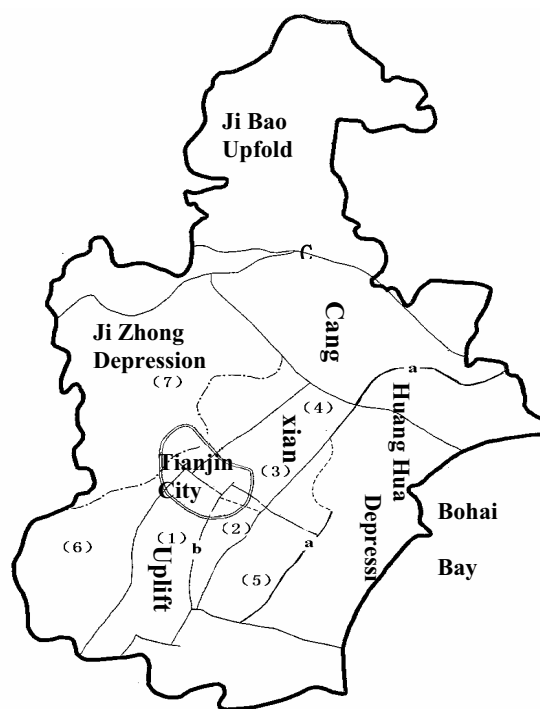 Ji Bao
Upfold
C
Cang
Ji Zhong
Depression
(7)
a
Huang Hua
(4)
xian
Tianjin
City
(3)
Depressi
Bohai
(1)
(2)
b
a
(6)
Uplift
Bay
(5)